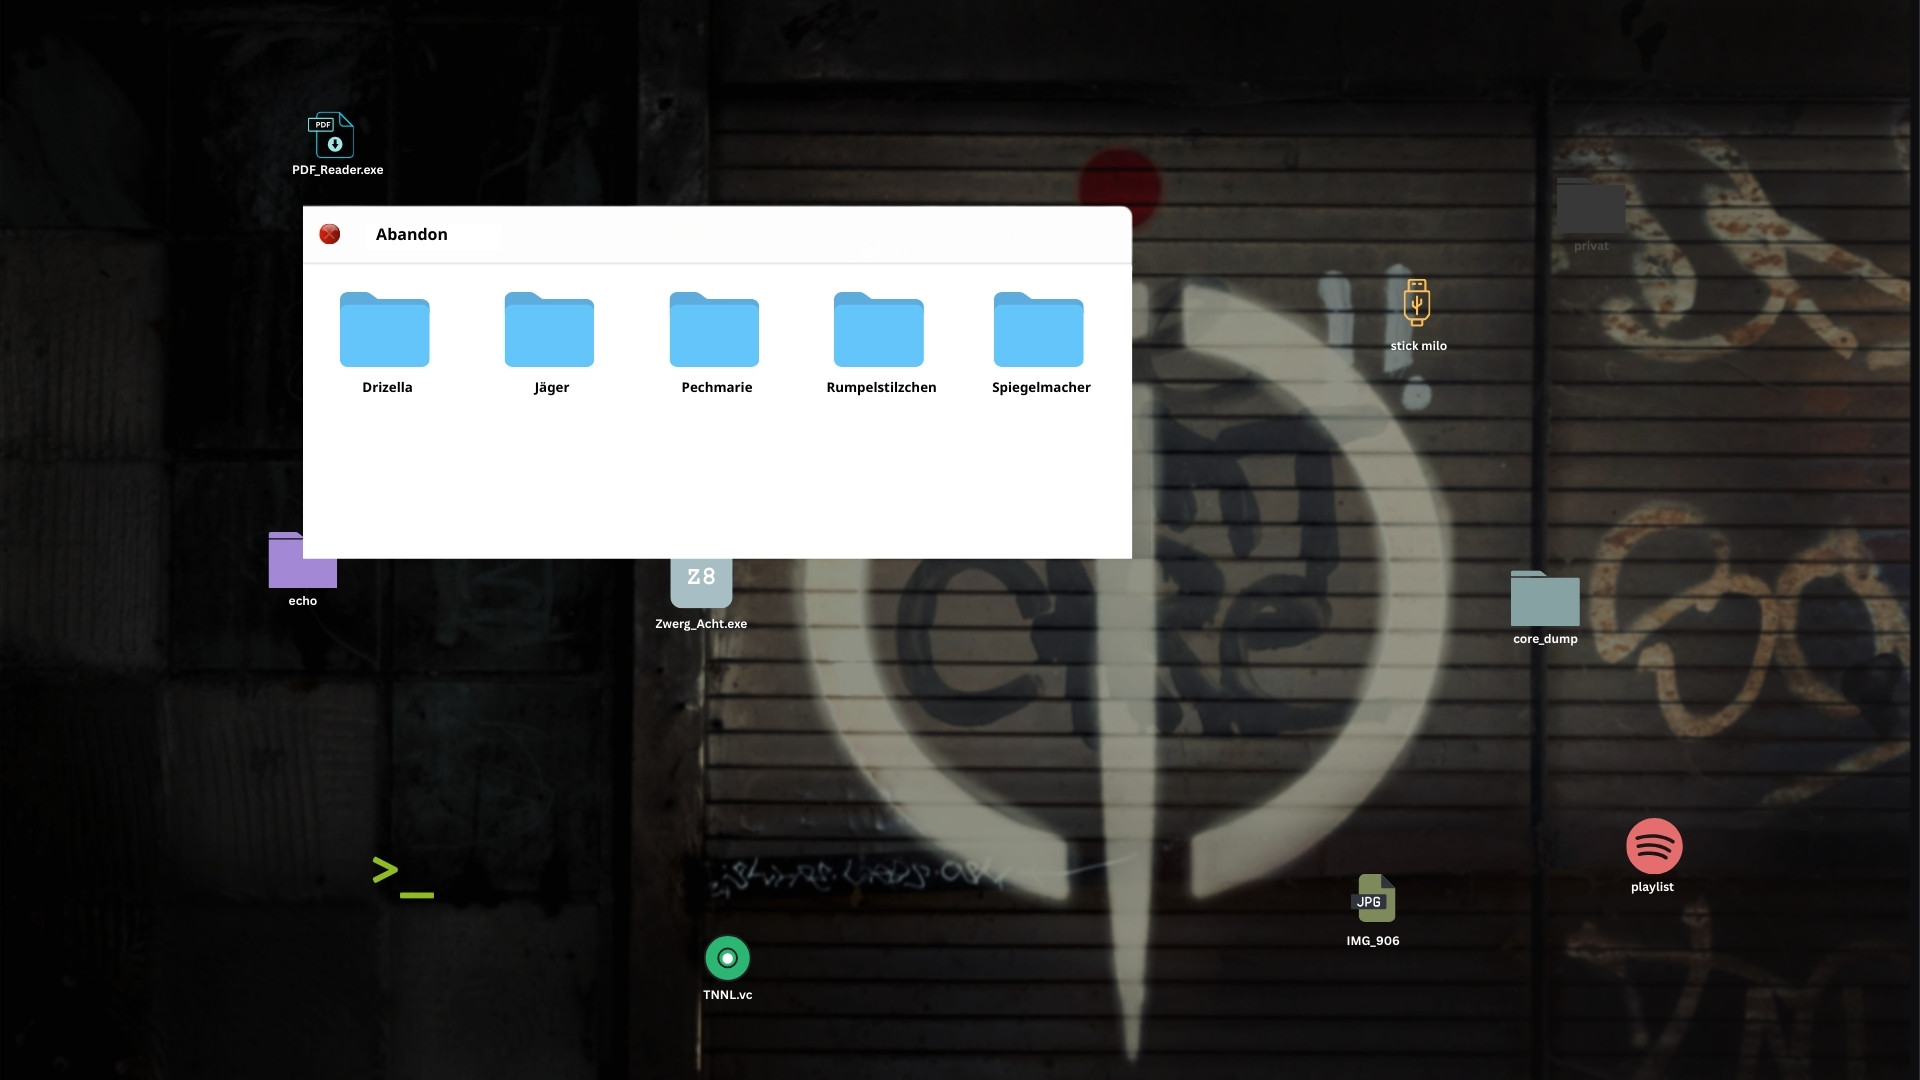 PDF
PDF_Reader.exe
Abandon
privat
stick milo
Drizella
Jäger
Pechmarie
Rumpelstilzchen
Spiegelmacher
echo
Z8
Zwerg_Acht.exe
core_dump
>_
playlist
JPG
IMG_906
TNNL.vc